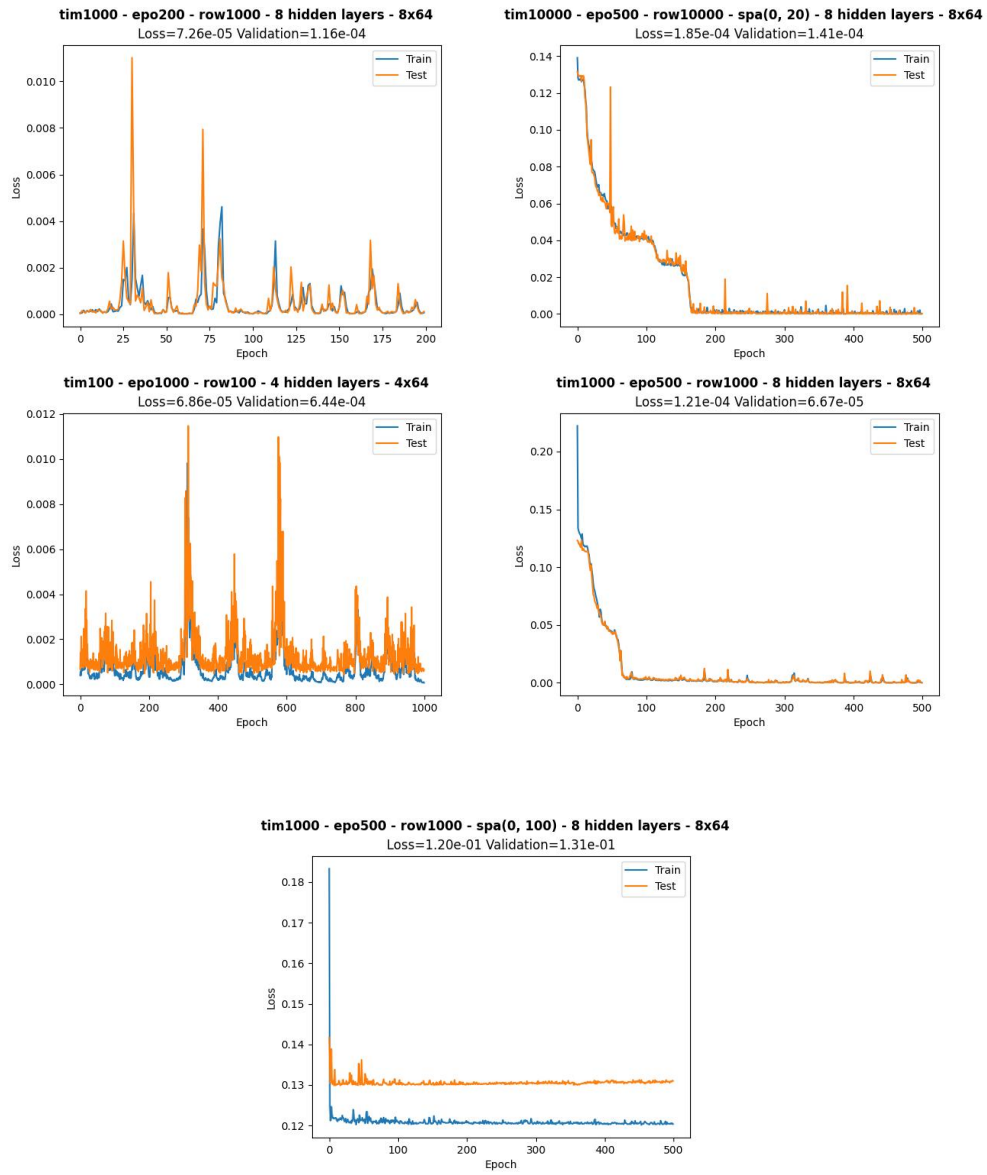 tim1000 - epo200 - row1000 - 8 hidden layers - 8x64
Loss=7.26e-05 Validation=1.16e-04
Train
Test
0.010
0.008
0.006
0.004
0.002
0.000
Loss
0 25 50 75 100 125 150 175 200
Epoch
tim10000 - epo500 - row10000 - spa(0, 20) - 8 hidden layers - 8x64
Loss=1.85e-04 Validation=1.41e-04
Train
Test
0.14
0.12
0.10
0.08
0.06
0.04
0.02
0.00
Loss
0 100 200 300 400 500
Epoch
tim100 - epo1000 - row100 - 4 hidden layers - 4x64
Loss=6.86e-05 Validation=6.44e-04
Train
Test
0.012
0.010
0.008
0.006
0.004
0.002
0.000
Loss
0 200 400 600 800 1000
Epoch
tim1000 - epo500 - row1000 - 8 hidden layers - 8x64
Loss=1.21e-04 Validation=6.67e-05
Train
Test
0.20
0.15
0.10
0.05
0.00
Loss
0 100 200 300 400 500
Epoch
tim1000 - epo500 - row1000 - spa(0, 100) - 8 hidden layers - 8x64
Loss=1.20e-01 Validation=1.31e-01
Train
Test
0.18
0.17
0.16
0.15
0.14
0.13
0.12
Loss
0 100 200 300 400 500
Epoch